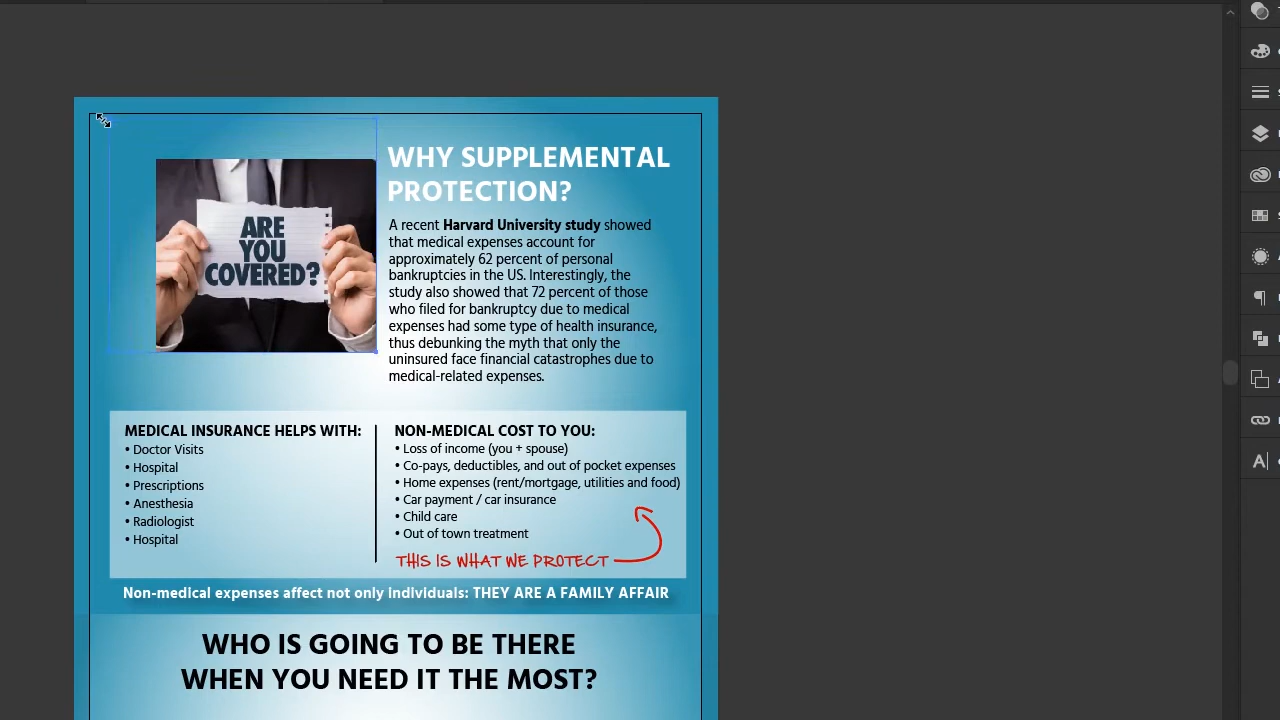 ARE
YOU
COVERED?
WHY SUPPLEMENTAL
PROTECTION?
A recent Harvard University study showed
that medical expenses account for
approximately 62 percent of personal
bankruptcies in the US. Interestingly, the
study also showed that 72 percent of those
who filed for bankruptcy due to medical
expenses had some type of health insurance,
thus debunking the myth that only the
uninsured face financial catastrophes due to
medical-related expenses.
MEDICAL INSURANCE HELPS WITH:
• Doctor Visits
• Hospital
• Prescriptions
• Anesthesia
• Radiologist
• Hospital
NON-MEDICAL COST TO YOU:
• Loss of income (you + spouse)
• Co-pays, deductibles, and out of pocket expenses
• Home expenses (rent/mortgage, utilities and food)
• Car payment / car insurance
• Child care
• Out of town treatment
THIS IS WHAT WE PROTECT
Non-medical expenses affect not only individuals: THEY ARE A FAMILY AFFAIR
WHO IS GOING TO BE THERE
WHEN YOU NEED IT THE MOST?